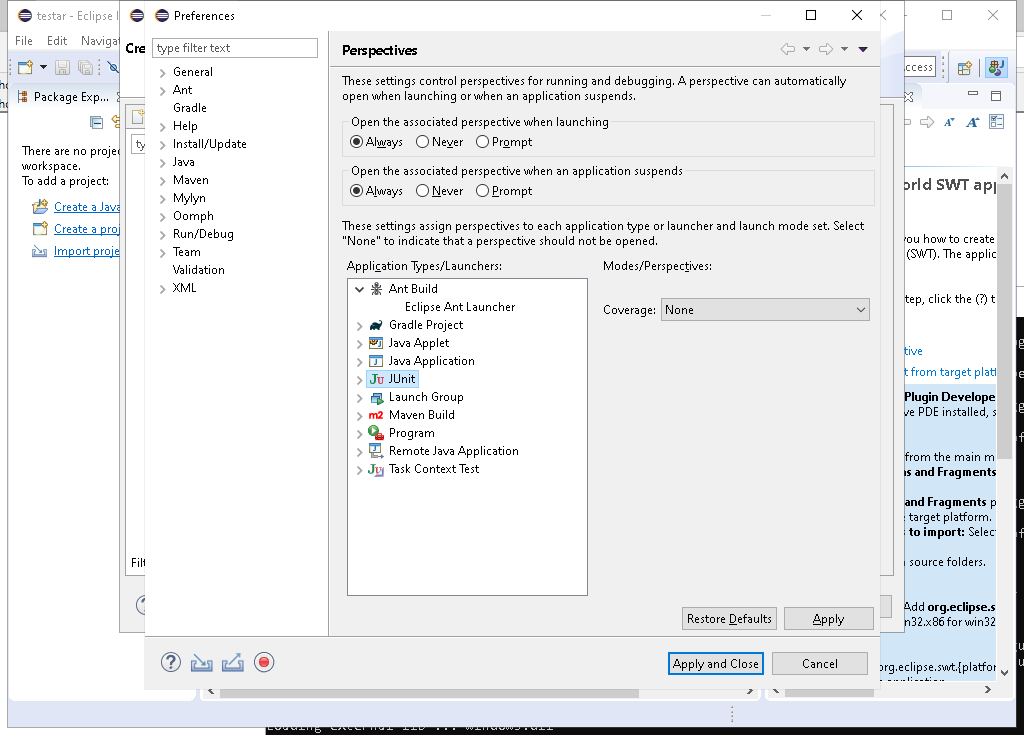 testar - Eclipse
Preferences
File Edit Naviga
Cre
type filter text
Perspectives
ccess
Package Exp...
There are no proje
workspace.
To add a project:
Create a Java
Create a proj
Import proje
General
Ant
Gradle
Help
Install/Update
Java
Maven
Mylyn
Oomph
Run/Debug
Team
Validation
XML
These settings control perspectives for running and debugging. A perspective can automatically
open when launching or when an application suspends.
Open the associated perspective when launching
Always Never Prompt
Open the associated perspective when an application suspends
Always Never Prompt
These settings assign perspectives to each application type or launcher and launch mode set. Select
"None" to indicate that a perspective should not be opened.
Application Types/Launchers:
Modes/Perspectives:
Ant Build
Eclipse Ant Launcher
Gradle Project
Java Applet
Java Application
JUnit
Launch Group
Maven Build
Program
Remote Java Application
Task Context Test
Coverage: None
Restore Defaults Apply
Apply and Close Cancel
ty
Filt
orld SWT app
you how to create
(SWT). The applic
tep, click the (?) t
tive
t from target platf
Plugin Develope
ve PDE installed, s
from the main m
ns and Fragments
and Fragments p
target platform.
s to import: Selec
source folders.
Add org.eclipse.s
n32.x86 for win32
org.eclipse.swt.{platfor
application
Loading external lib ... windows.dll